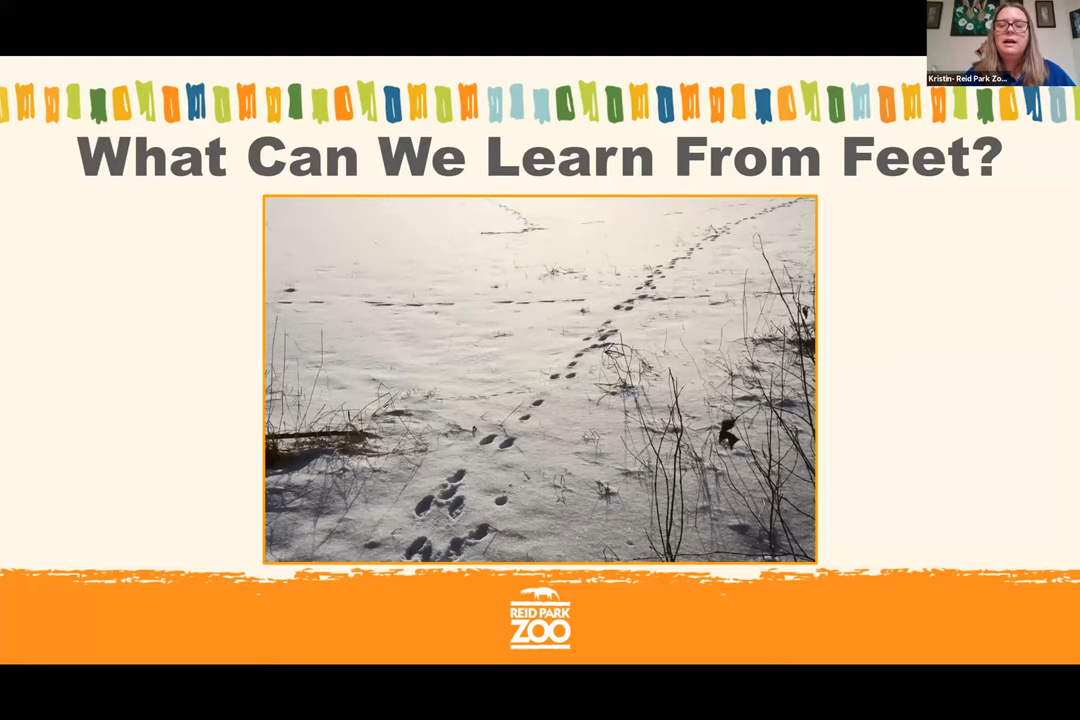 Kristin- Reid Park Zo...
What Can We Learn From Feet?
REID PARK
ZOO